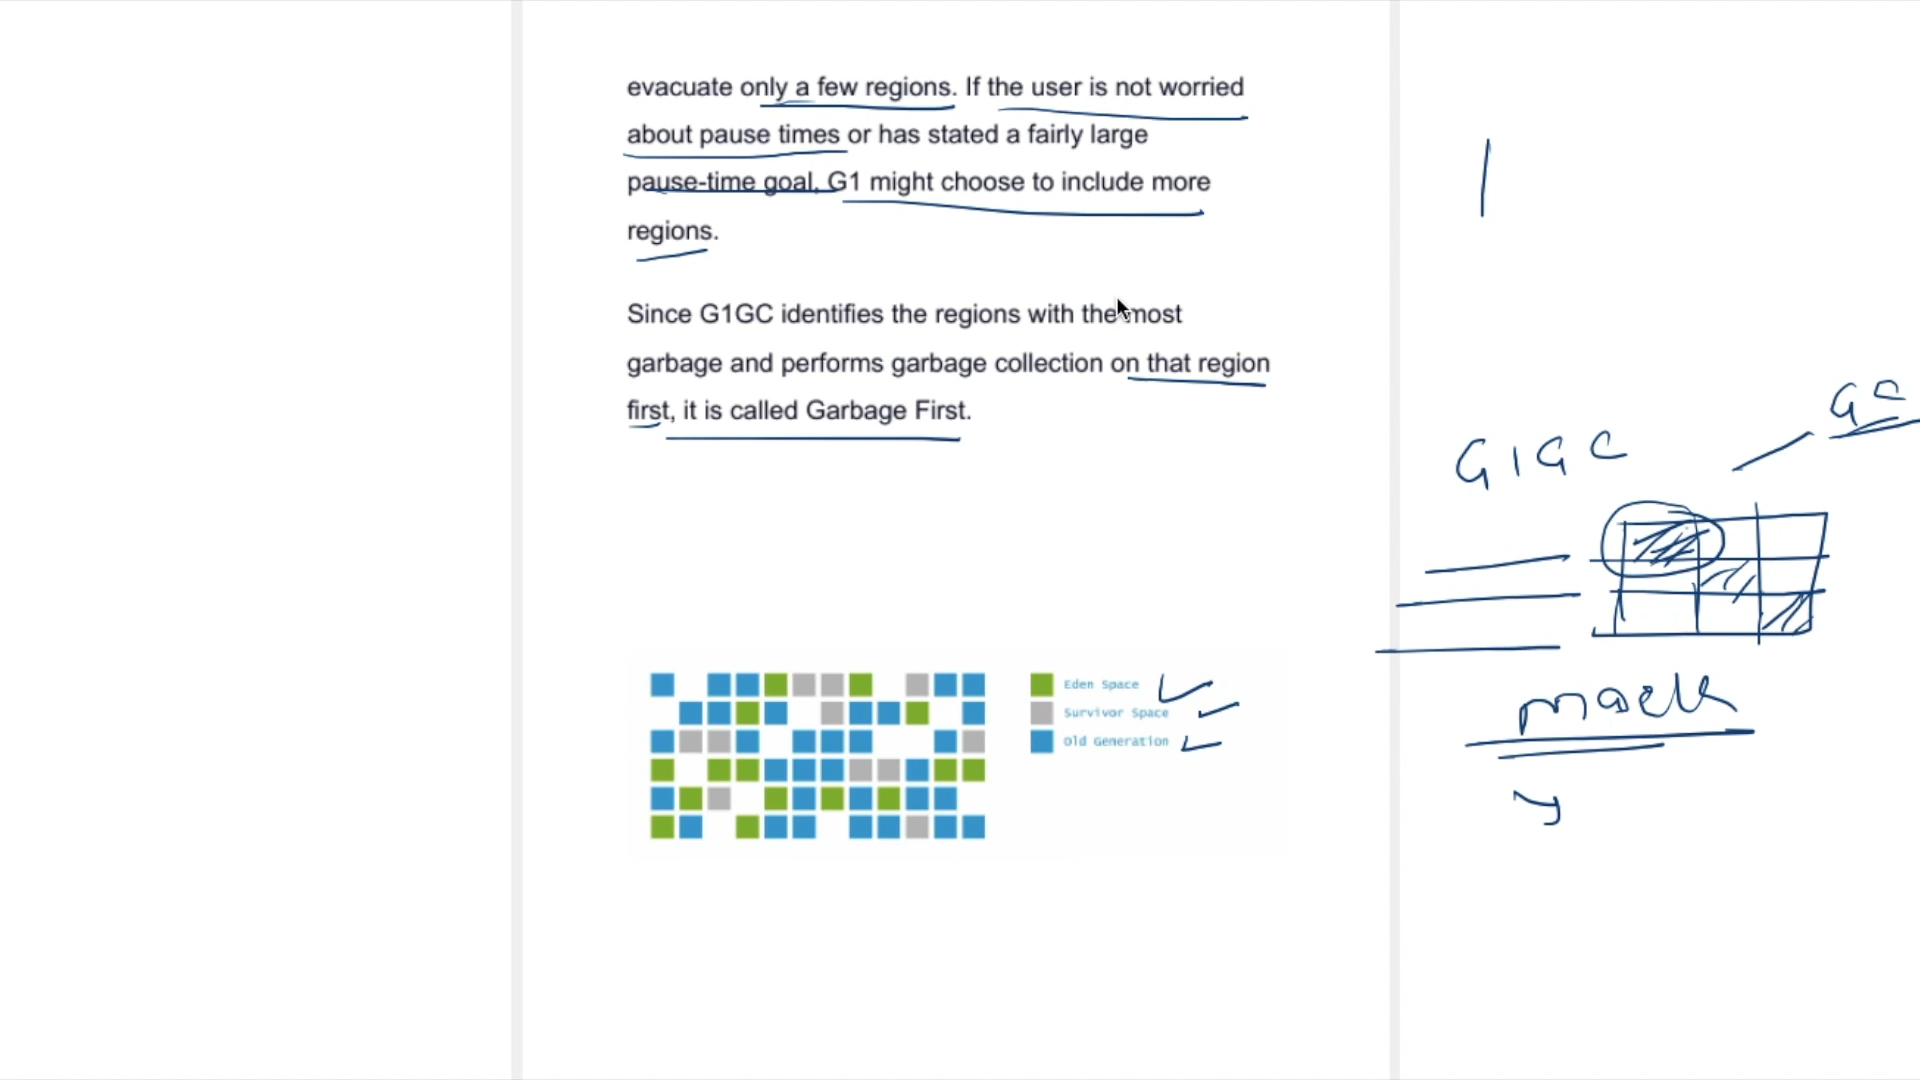 evacuate only a few regions. If the user is not worried
about pause times or has stated a fairly large
pause-time goal, G1 might choose to include more
regions.
Since G1GC identifies the regions with the most
garbage and performs garbage collection on that region
first, it is called Garbage First.
Eden Space
Survivor Space
Old Generation
GC
G1GC
mark